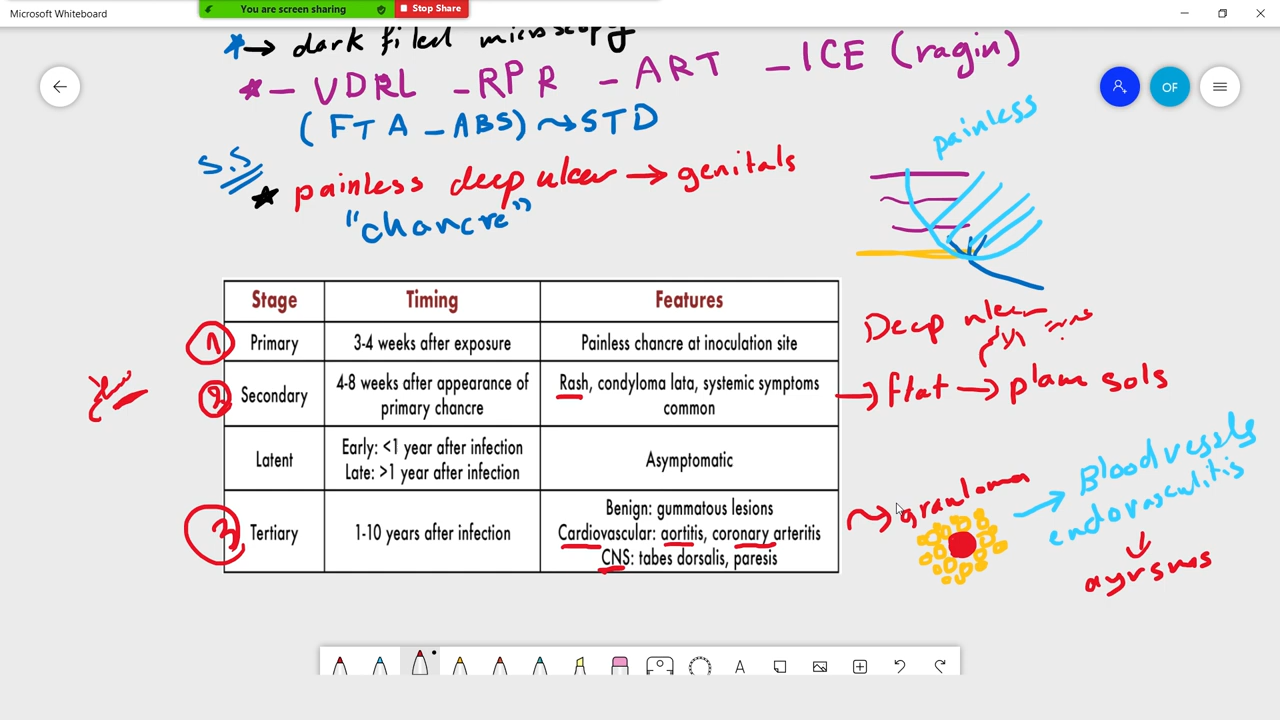 Microsoft Whiteboard
You are screen sharing
Stop Share
* → dark filed microscopy
* - VDRL - RPR - ART - ICE (ragin)
(FTA - ABS) ~> STD
S.S
* painless deep ulcer → genitals
"chancre"
painless
OF
Stage Timing Features
1 Primary 3-4 weeks after exposure Painless chancre at inoculation site
Deep ulcer
2 Secondary 4-8 weeks after appearance of primary chancre Rash, condyloma lata, systemic symptoms common
→ flat → plam sols
Latent Early: <1 year after infection Late: >1 year after infection Asymptomatic
3 Tertiary 1-10 years after infection Benign: gummatous lesions Cardiovascular: aortitis, coronary arteritis CNS: tabes dorsalis, paresis
~> granloma → Blood vessels
endovasculitis
↓
ayrsms